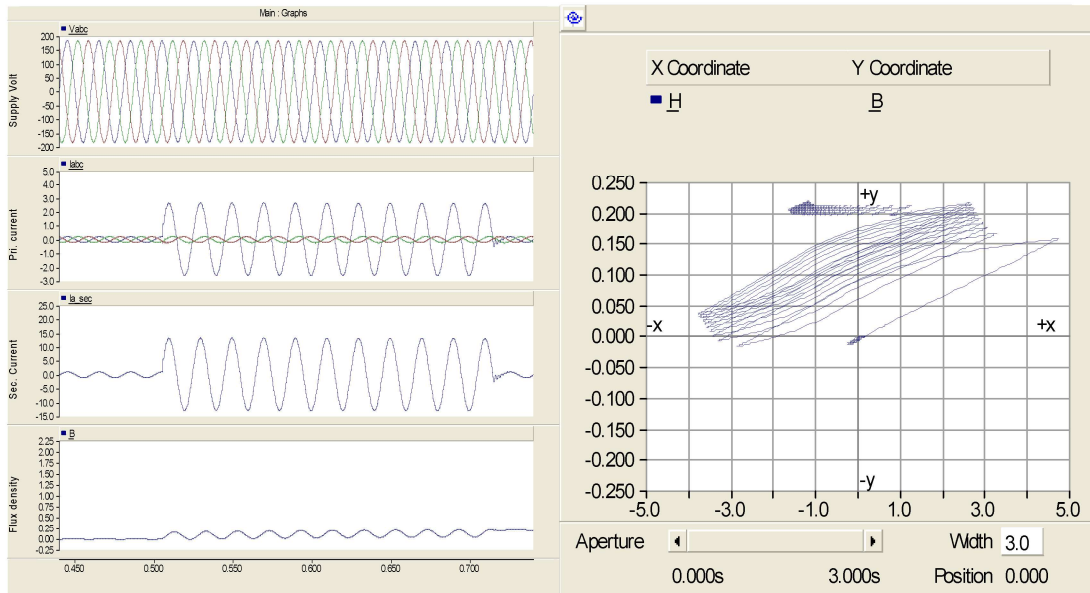 Main : Graphs
Vabc
Supply Volt
200
150
100
50
0
-50
-100
-150
-200
Iabc
Pri. current
5.0
4.0
3.0
2.0
1.0
0.0
-1.0
-2.0
-3.0
Ia sec
Sec. Current
25.0
20.0
15.0
10.0
5.0
0.0
-5.0
-10.0
-15.0
B
Flux density
2.25
2.00
1.75
1.50
1.25
1.00
0.75
0.50
0.25
0.00
-0.25
0.450 0.500 0.550 0.600 0.650 0.700
X Coordinate Y Coordinate
H B
+y
-x +x
-y
0.250
0.200
0.150
0.100
0.050
0.000
-0.050
-0.100
-0.150
-0.200
-0.250
-5.0 -3.0 -1.0 1.0 3.0 5.0
Aperture Width 3.0
0.000s 3.000s Position 0.000